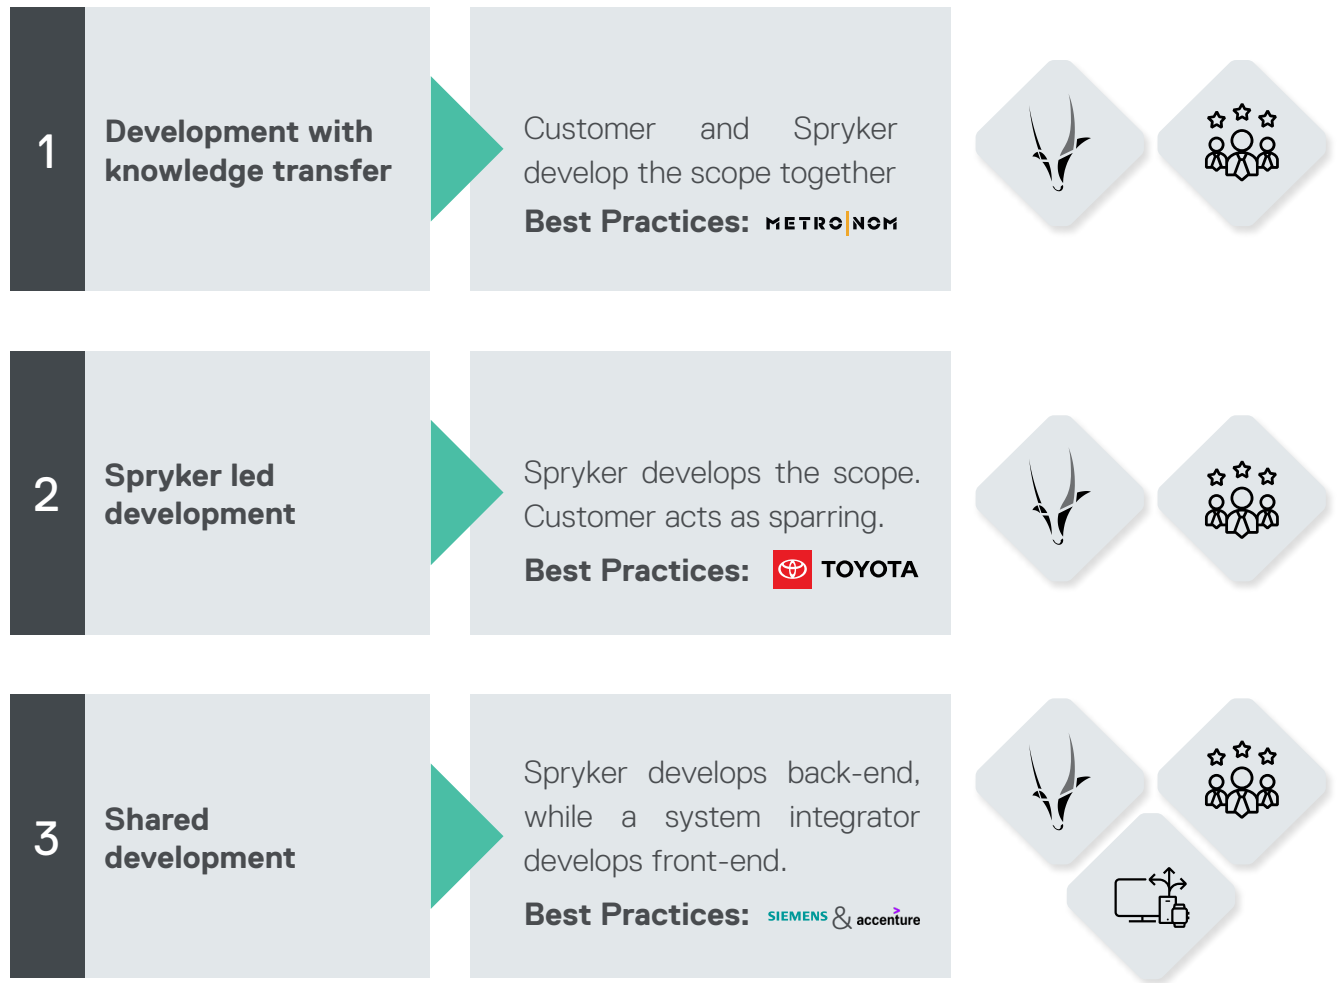 1
Development with
knowledge transfer
Customer and Spryker
develop the scope together
Best Practices: METRO|NOM
2
Spryker led
development
Spryker develops the scope.
Customer acts as sparring.
Best Practices: TOYOTA
3
Shared
development
Spryker develops back-end,
while a system integrator
develops front-end.
Best Practices: SIEMENS & accenture